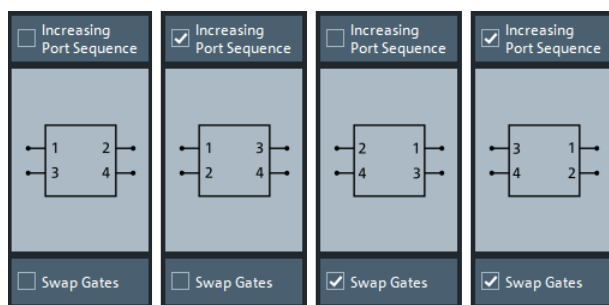 Increasing
Port Sequence
1 2
3 4
Swap Gates
Increasing
Port Sequence
1 3
2 4
Swap Gates
Increasing
Port Sequence
2 1
4 3
Swap Gates
Increasing
Port Sequence
3 1
4 2
Swap Gates